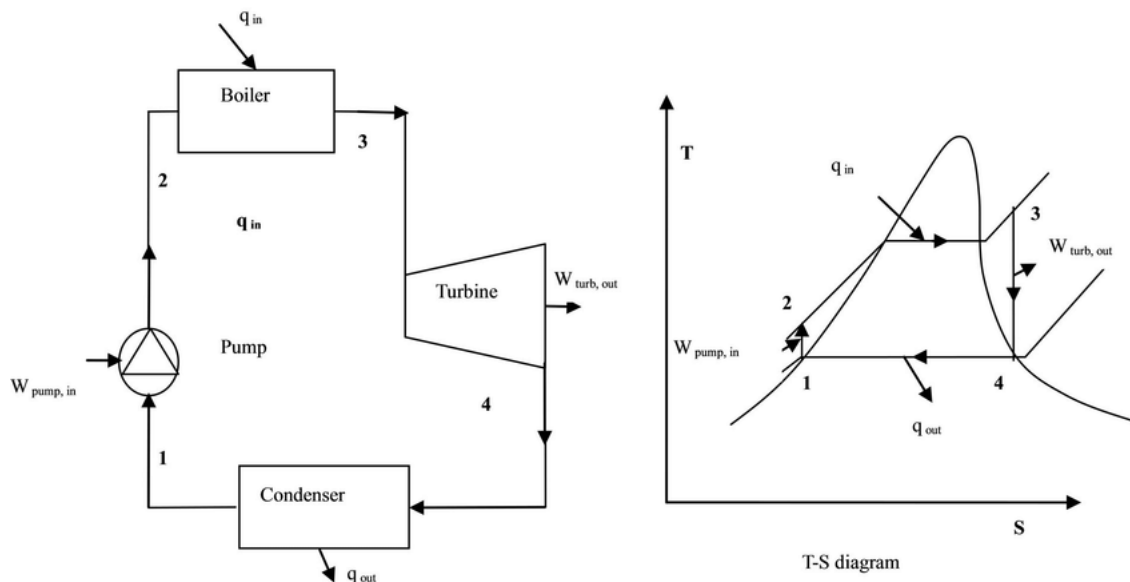 q in
Boiler
3
2
q in
W turb, out
Turbine
Pump
W pump, in
4
1
Condenser
q out
T
q in
3
W turb, out
2
W pump, in
1
4
q out
S
T-S diagram